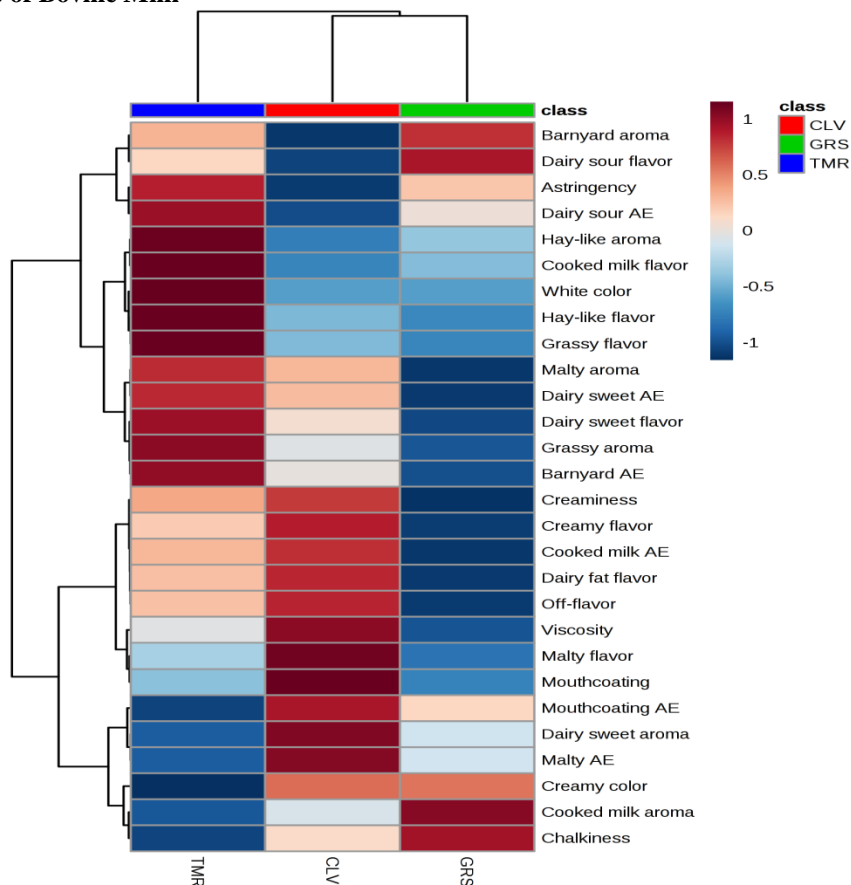 of Bovine Milk
class
Barnyard aroma
Dairy sour flavor
Astringency
Dairy sour AE
Hay-like aroma
Cooked milk flavor
White color
Hay-like flavor
Grassy flavor
Malty aroma
Dairy sweet AE
Dairy sweet flavor
Grassy aroma
Barnyard AE
Creaminess
Creamy flavor
Cooked milk AE
Dairy fat flavor
Off-flavor
Viscosity
Malty flavor
Mouthcoating
Mouthcoating AE
Dairy sweet aroma
Malty AE
Creamy color
Cooked milk aroma
Chalkiness
TMR
CLV
GRS
1
0.5
0
-0.5
-1
class
CLV
GRS
TMR